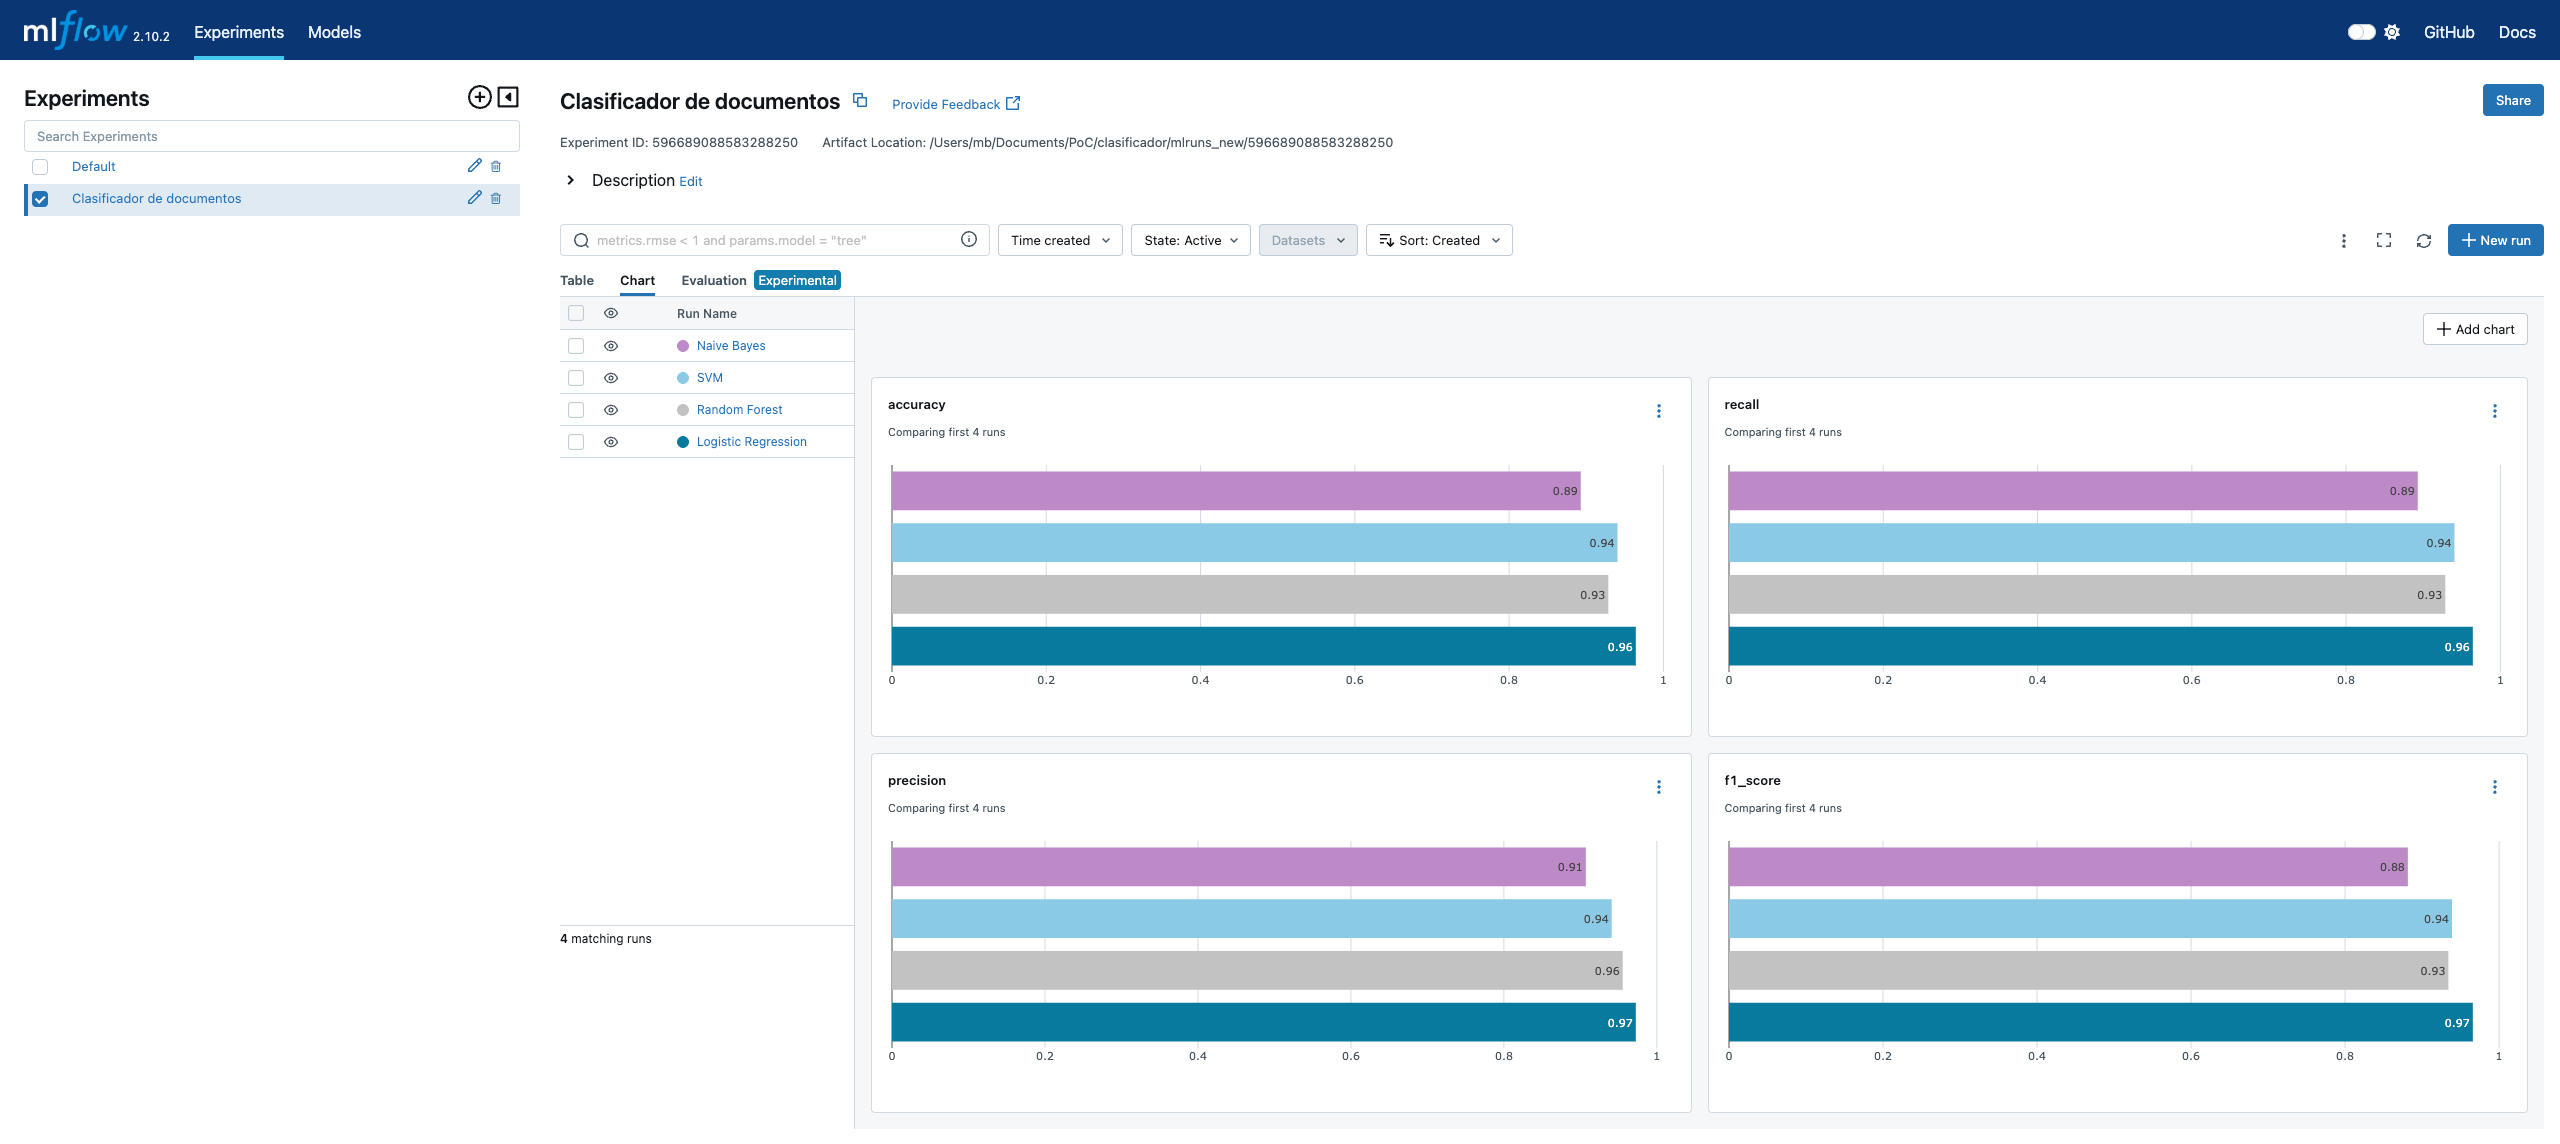 mlflow 2.10.2 Experiments Models GitHub Docs
Experiments
Search Experiments
Default
Clasificador de documentos
Clasificador de documentos Provide Feedback Share
Experiment ID: 596689088583288250 Artifact Location: /Users/mb/Documents/PoC/clasificador/mlruns_new/596689088583288250
Description Edit
metrics.rmse < 1 and params.model = "tree" Time created State: Active Datasets Sort: Created New run
Table Chart Evaluation Experimental
Run Name
Naive Bayes
SVM
Random Forest
Logistic Regression
4 matching runs
Add chart
accuracy
Comparing first 4 runs
0.89
0.94
0.93
0.96
0 0.2 0.4 0.6 0.8 1
recall
Comparing first 4 runs
0.89
0.94
0.93
0.96
0 0.2 0.4 0.6 0.8 1
precision
Comparing first 4 runs
0.91
0.94
0.96
0.97
0 0.2 0.4 0.6 0.8 1
f1_score
Comparing first 4 runs
0.88
0.94
0.93
0.97
0 0.2 0.4 0.6 0.8 1